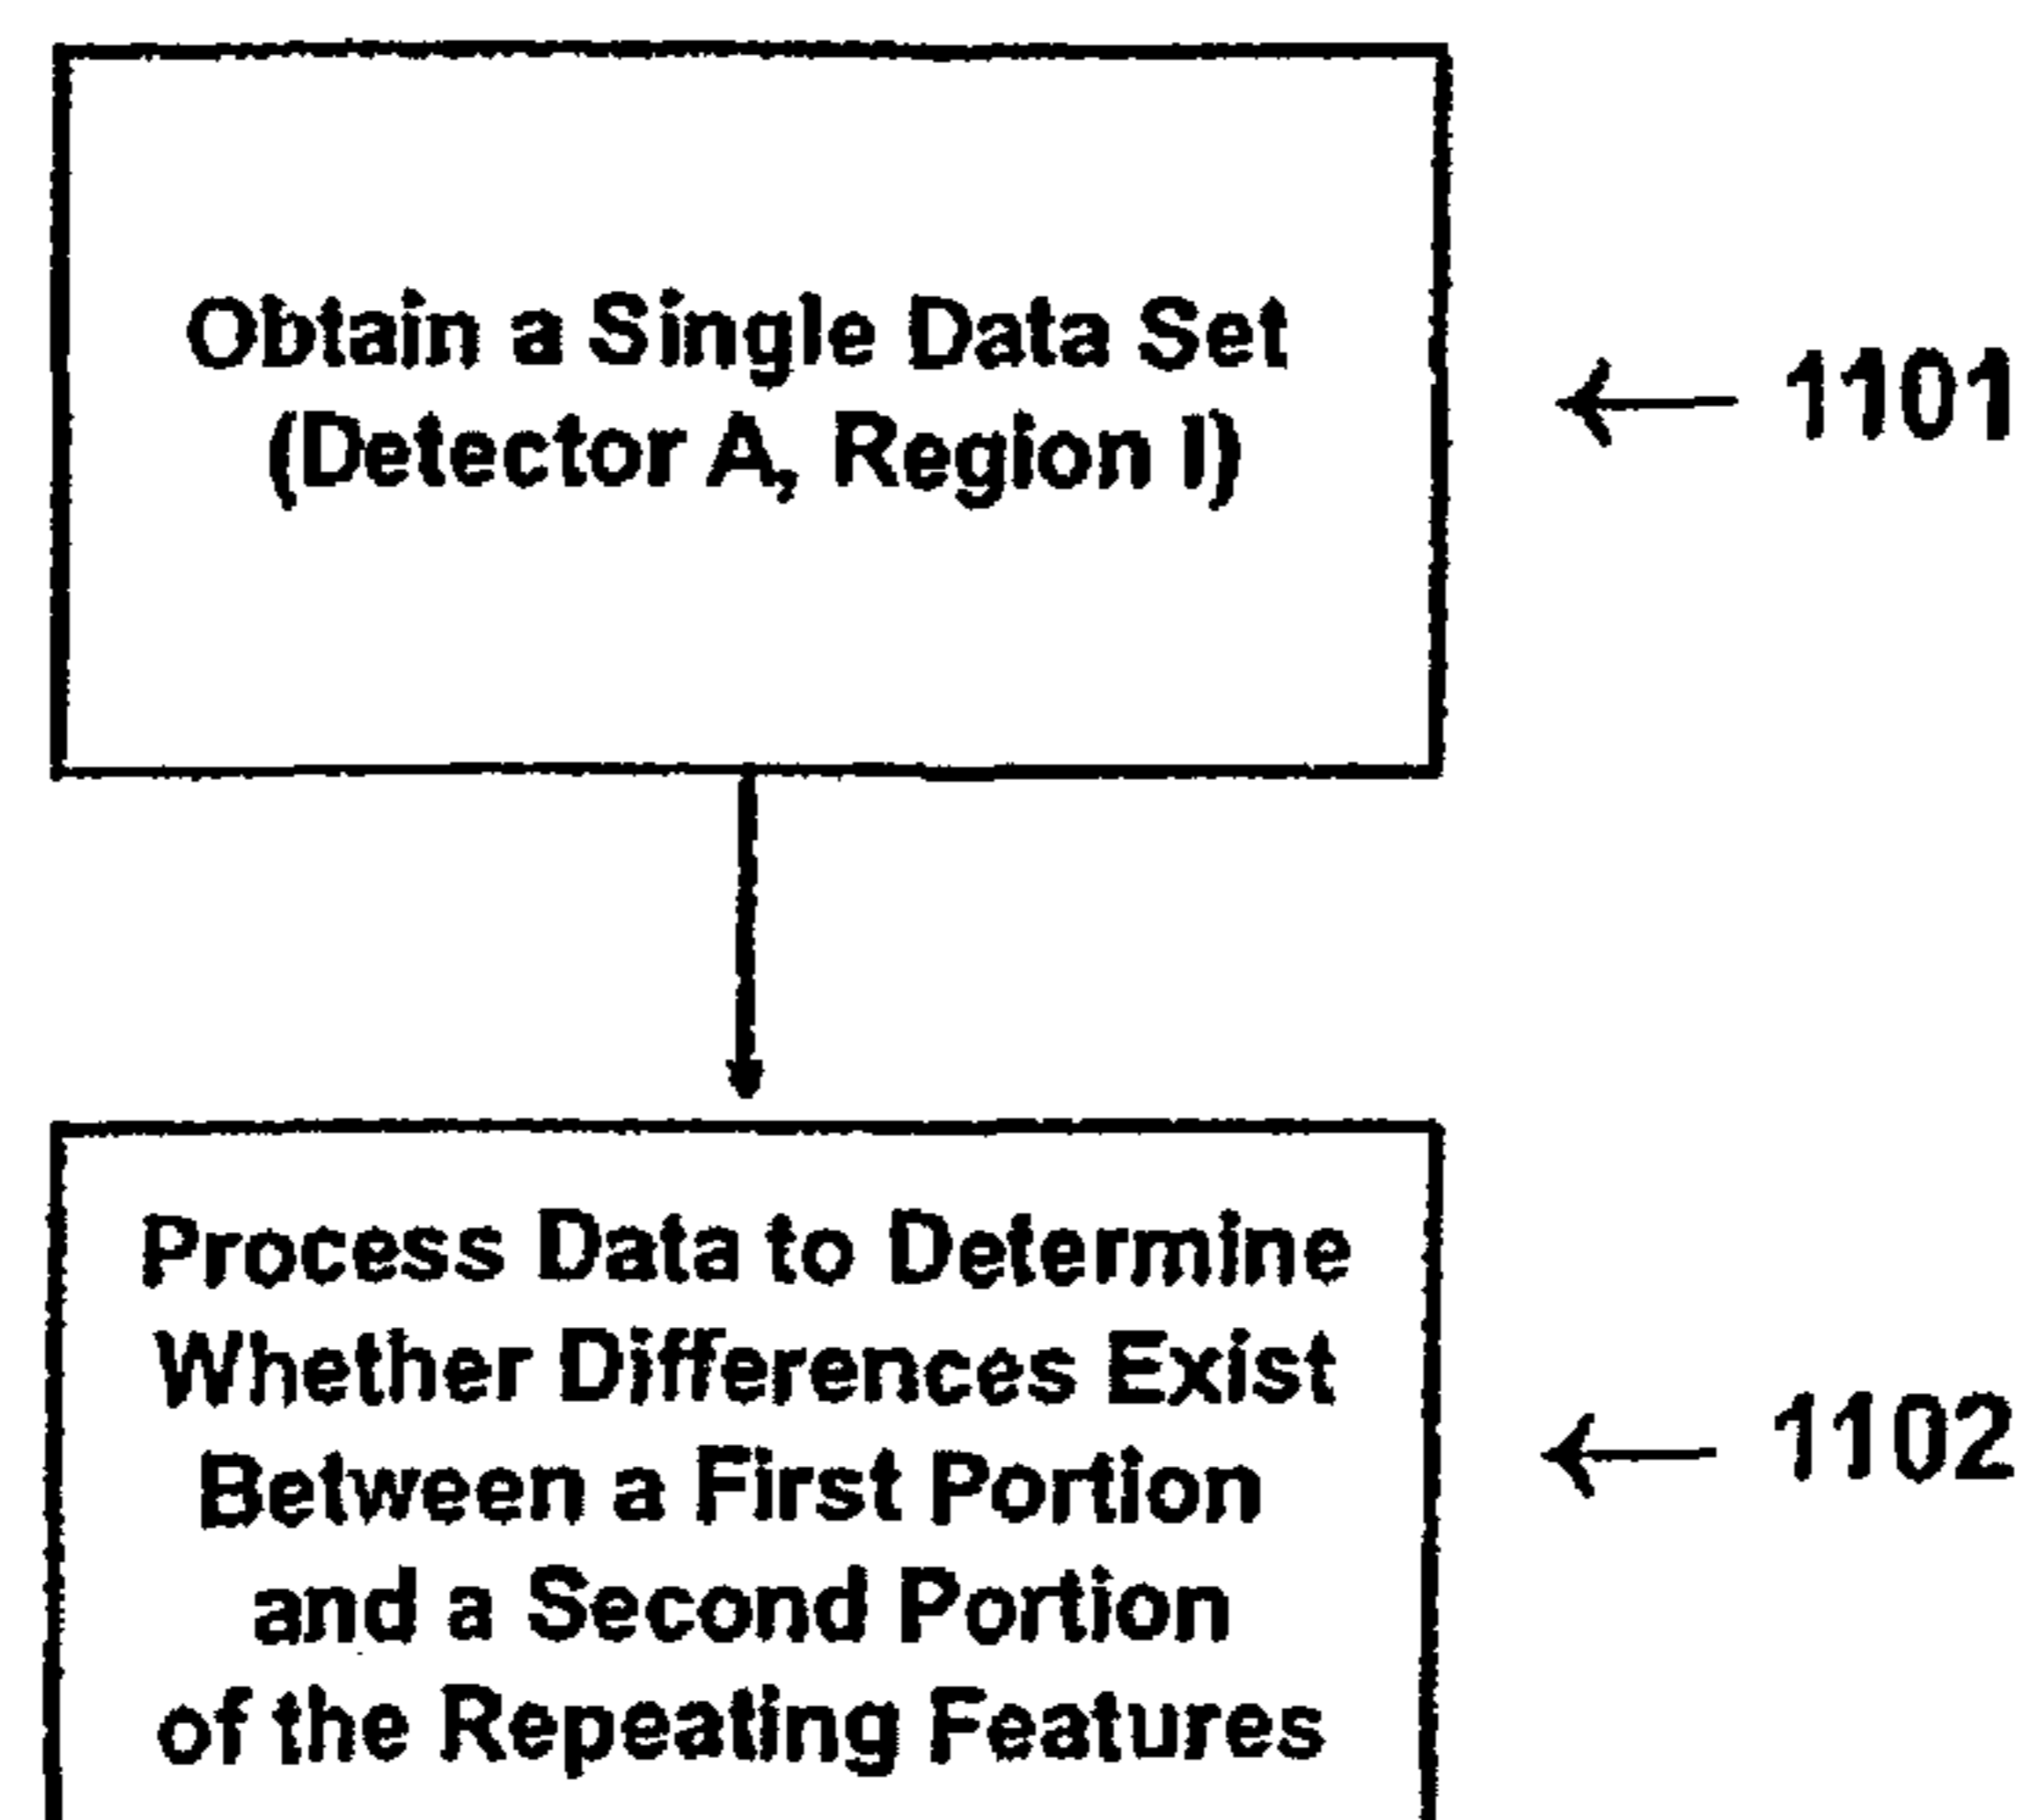 Obtain a Single Data Set
(Detector A, Region I)
1101
Process Data to Determine
Whether Differences Exist
Between a First Portion
and a Second Portion
of the Repeating Features
1102